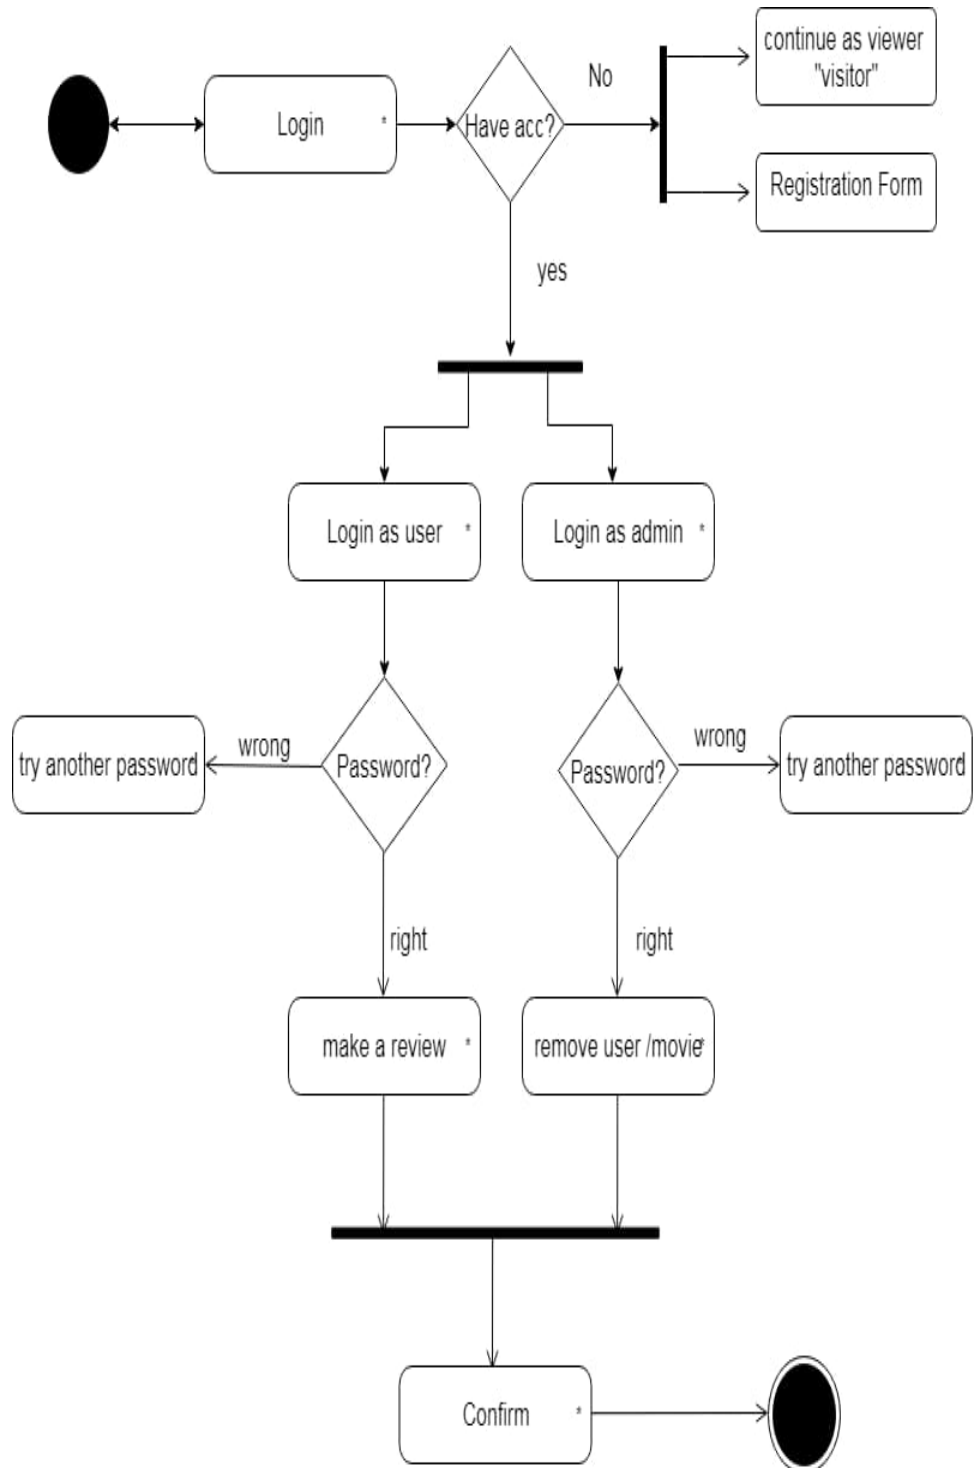 continue as viewer
"visitor"
No
Login *
Have acc?
Registration Form
yes
Login as user *
Login as admin *
wrong
wrong
try another password
Password?
Password?
try another password
right
right
make a review *
remove user /movie*
Confirm *